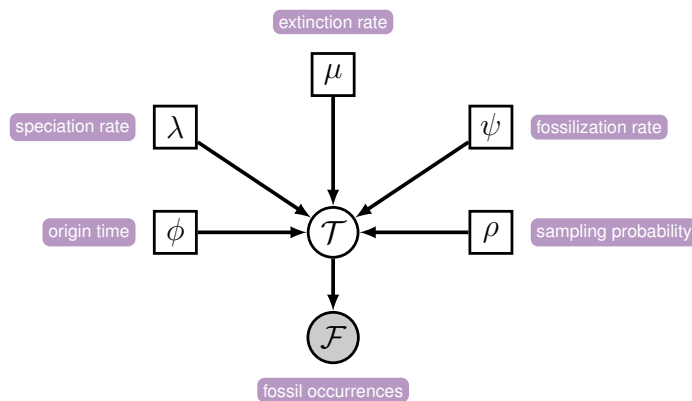 extinction rate
μ
speciation rate
λ
ψ
fossilization rate
origin time
ϕ
𝒯
ρ
sampling probability
ℱ
fossil occurrences